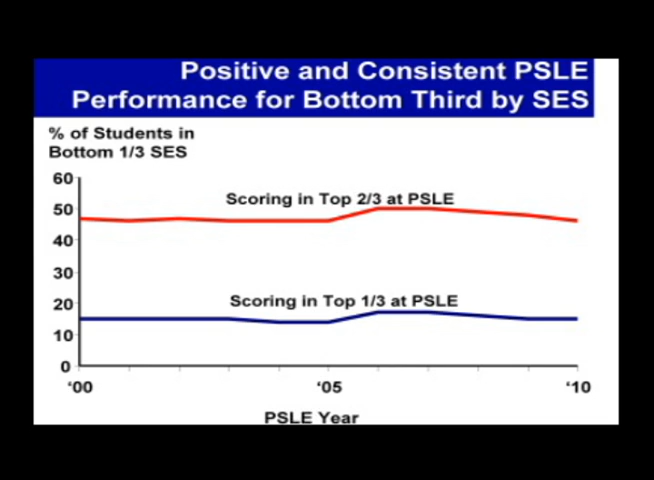 Positive and Consistent PSLE
Performance for Bottom Third by SES
% of Students in
Bottom 1/3 SES
60
Scoring in Top 2/3 at PSLE
50
40
30
Scoring in Top 1/3 at PSLE
20
10
0
‘00 ‘05 ‘10
PSLE Year